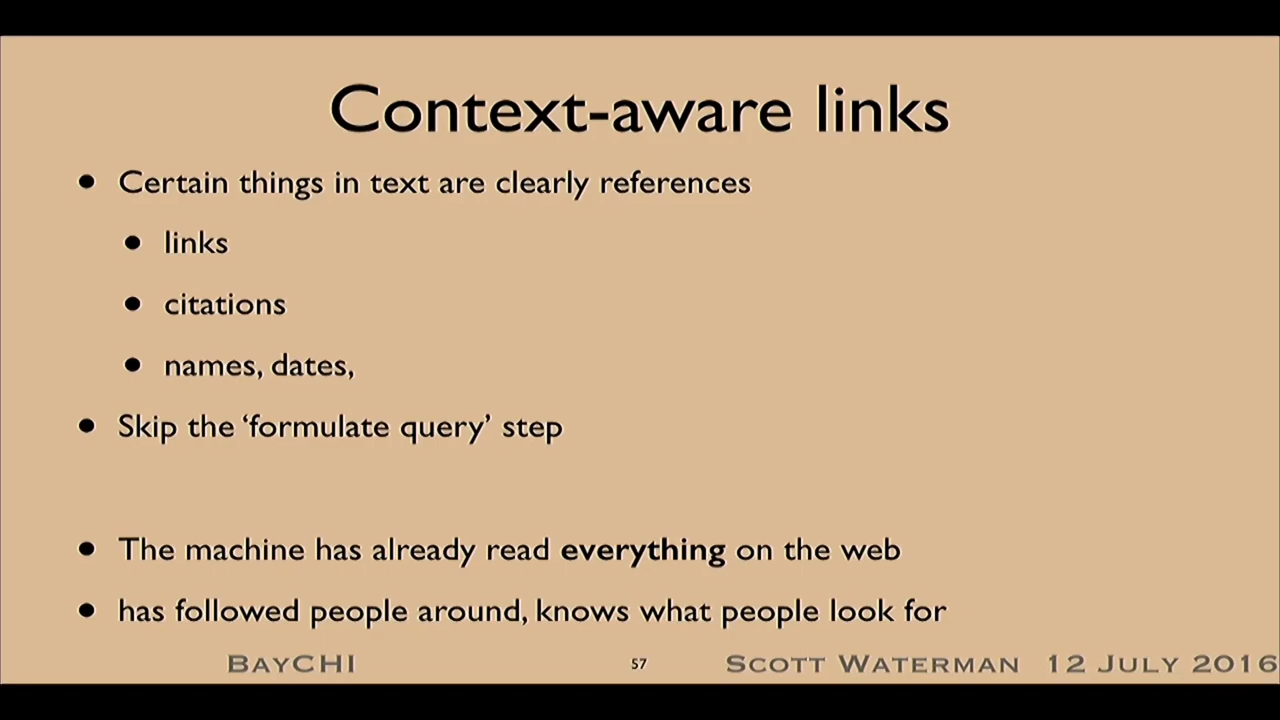 Context-aware links
• Certain things in text are clearly references
• links
• citations
• names, dates,
• Skip the ‘formulate query’ step
• The machine has already read everything on the web
• has followed people around, knows what people look for
BAYCHI 57 SCOTT WATERMAN 12 JULY 2016